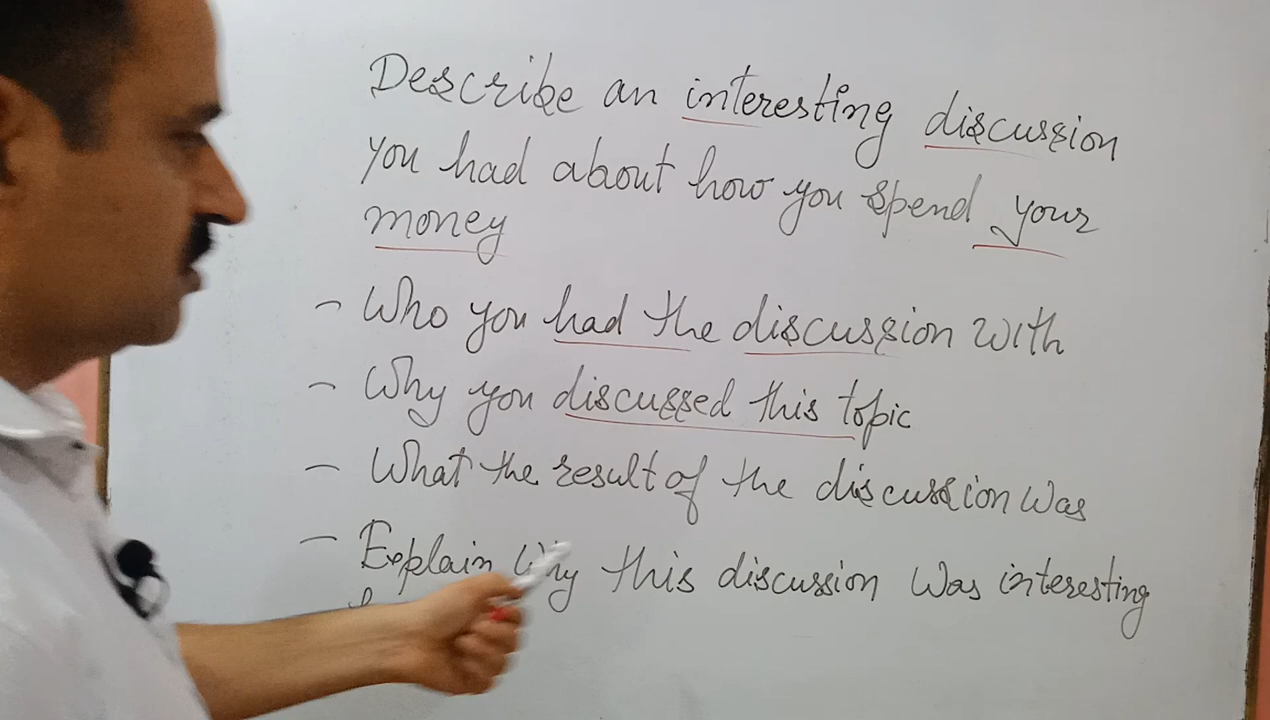 Describe an interesting discussion
you had about how you spend your
money
- Who you had the discussion with
- Why you discussed this topic
- What the result of the discussion was
- Explain why this discussion was interesting